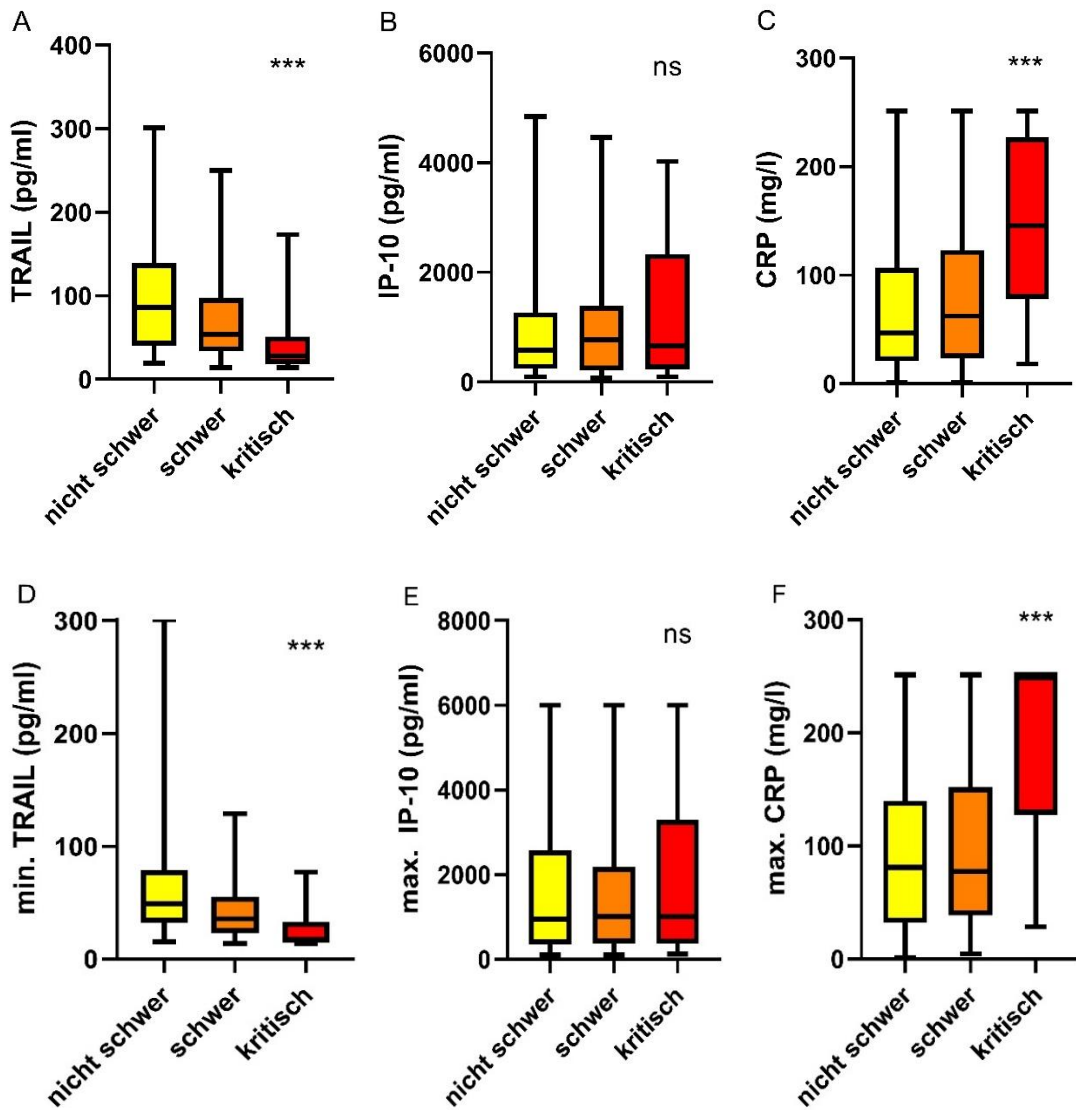 A
TRAIL (pg/ml)
400
300
200
100
0
***
nicht schwer
schwer
kritisch
B
IP-10 (pg/ml)
6000
4000
2000
0
ns
nicht schwer
schwer
kritisch
C
CRP (mg/l)
300
200
100
0
***
nicht schwer
schwer
kritisch
D
min. TRAIL (pg/ml)
300
200
100
0
***
nicht schwer
schwer
kritisch
E
max. IP-10 (pg/ml)
8000
6000
4000
2000
0
ns
nicht schwer
schwer
kritisch
F
max. CRP (mg/l)
300
200
100
0
***
nicht schwer
schwer
kritisch